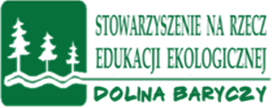 STOWARZYSZENIE NA RZECZ
EDUKACJI EKOLOGICZNEJ
DOLINA BARYCZY